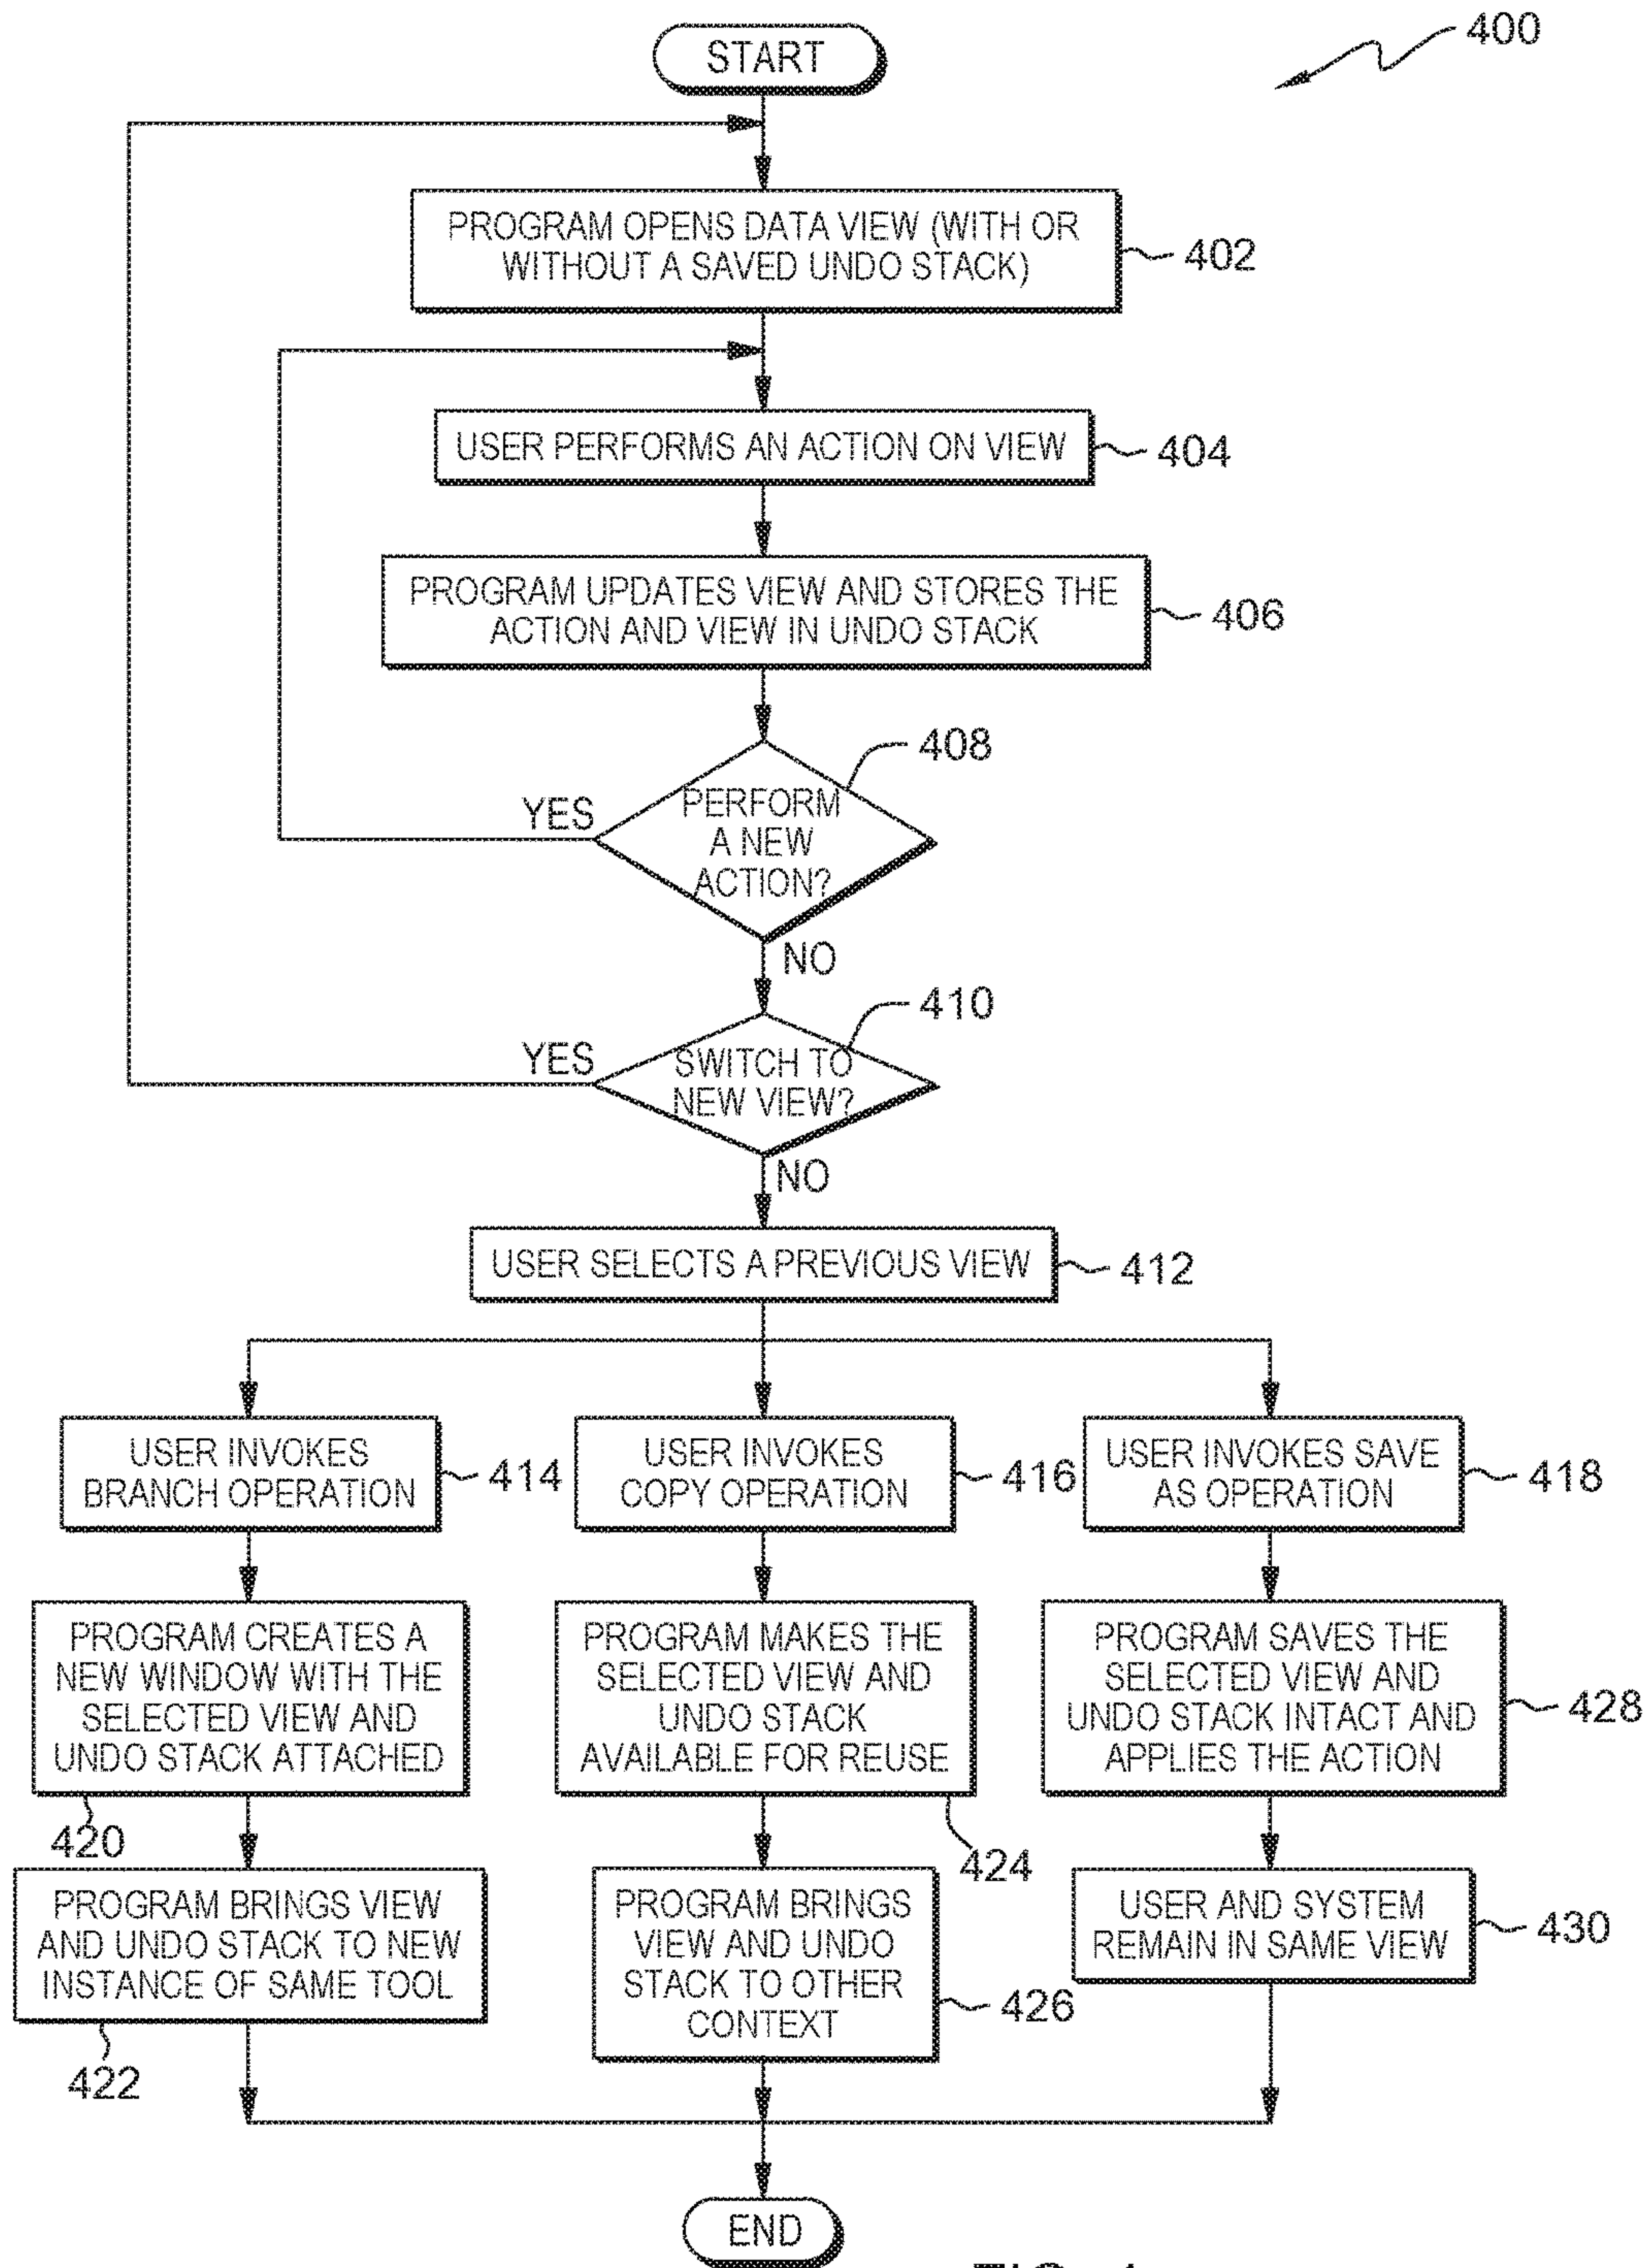 400
START
PROGRAM OPENS DATA VIEW (WITH OR
WITHOUT A SAVED UNDO STACK)
402
USER PERFORMS AN ACTION ON VIEW
404
PROGRAM UPDATES VIEW AND STORES THE
ACTION AND VIEW IN UNDO STACK
406
408
YES
PERFORM
A NEW
ACTION?
NO
410
YES
SWITCH TO
NEW VIEW?
NO
USER SELECTS A PREVIOUS VIEW
412
USER INVOKES
BRANCH OPERATION
414
USER INVOKES
COPY OPERATION
416
USER INVOKES SAVE
AS OPERATION
418
PROGRAM CREATES A
NEW WINDOW WITH THE
SELECTED VIEW AND
UNDO STACK ATTACHED
420
PROGRAM MAKES THE
SELECTED VIEW AND
UNDO STACK
AVAILABLE FOR REUSE
424
PROGRAM SAVES THE
SELECTED VIEW AND
UNDO STACK INTACT AND
APPLIES THE ACTION
428
PROGRAM BRINGS VIEW
AND UNDO STACK TO NEW
INSTANCE OF SAME TOOL
422
PROGRAM BRINGS
VIEW AND UNDO
STACK TO OTHER
CONTEXT
426
USER AND SYSTEM
REMAIN IN SAME VIEW
430
END